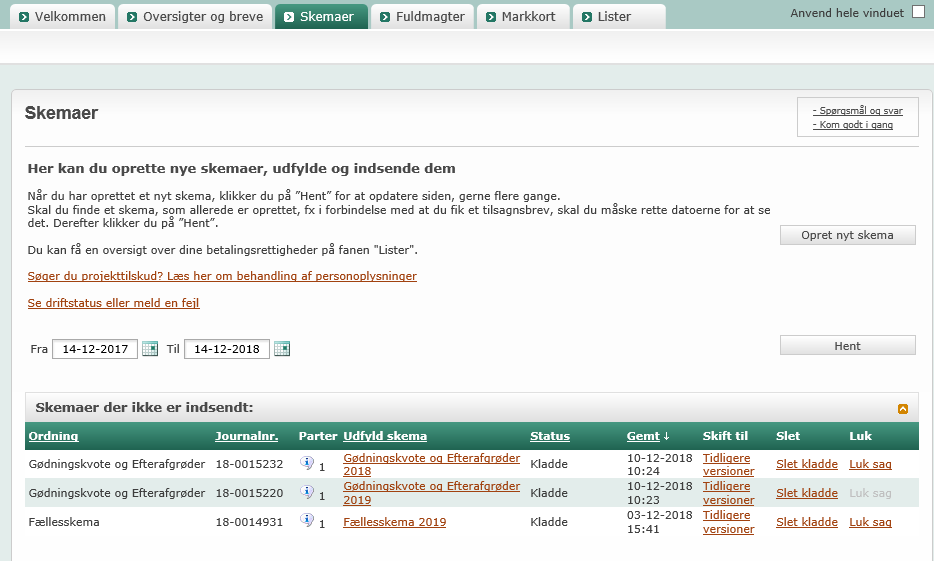 Velkommen Oversigter og breve Skemaer Fuldmagter Markkort Lister Anvend hele vinduet
Skemaer
- Spørgsmål og svar
- Kom godt i gang
Her kan du oprette nye skemaer, udfylde og indsende dem
Når du har oprettet et nyt skema, klikker du på ”Hent” for at opdatere siden, gerne flere gange.
Skal du finde et skema, som allerede er oprettet, fx i forbindelse med at du fik et tilsagnsbrev, skal du måske rette datoerne for at se
det. Derefter klikker du på ”Hent”.
Opret nyt skema
Du kan få en oversigt over dine betalingsrettigheder på fanen "Lister".
Søger du projekttilskud? Læs her om behandling af personoplysninger
Se driftstatus eller meld en fejl
Fra 14-12-2017 Til 14-12-2018 Hent
Skemaer der ikke er indsendt:
Ordning Journalnr. Parter Udfyld skema Status Gemt ↓ Skift til Slet Luk
Gødningskvote og Efterafgrøder 18-0015232 1 Gødningskvote og Efterafgrøder 2018 Kladde 10-12-2018 10:24 Tidligere versioner Slet kladde Luk sag
Gødningskvote og Efterafgrøder 18-0015220 1 Gødningskvote og Efterafgrøder 2019 Kladde 10-12-2018 10:23 Tidligere versioner Slet kladde Luk sag
Fællesskema 18-0014931 1 Fællesskema 2019 Kladde 03-12-2018 15:41 Tidligere versioner Slet kladde Luk sag